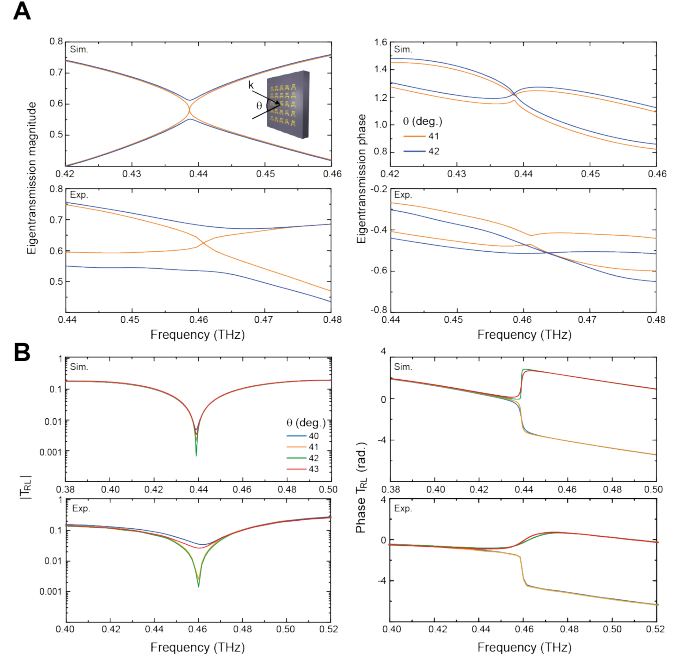 A
Eigentransmission magnitude
Sim.
0.8
0.7
0.6
0.5
0.42 0.43 0.44 0.45 0.46
k
θ
Exp.
0.8
0.7
0.6
0.5
0.44 0.45 0.46 0.47 0.48
Frequency (THz)
Eigentransmission phase
Sim.
1.6
1.4
1.2
1.0
0.8
0.42 0.43 0.44 0.45 0.46
θ (deg.)
41
42
Exp.
-0.2
-0.4
-0.6
-0.8
0.44 0.45 0.46 0.47 0.48
Frequency (THz)
B
|TRL|
Sim.
1
0.1
0.01
0.001
0.38 0.40 0.42 0.44 0.46 0.48 0.50
θ (deg.)
40
41
42
43
Exp.
1
0.1
0.01
0.001
0.40 0.42 0.44 0.46 0.48 0.50 0.52
Frequency (THz)
Phase TRL (rad.)
Sim.
4
0
-4
0.38 0.40 0.42 0.44 0.46 0.48 0.50
Exp.
4
0
-4
0.40 0.42 0.44 0.46 0.48 0.50 0.52
Frequency (THz)